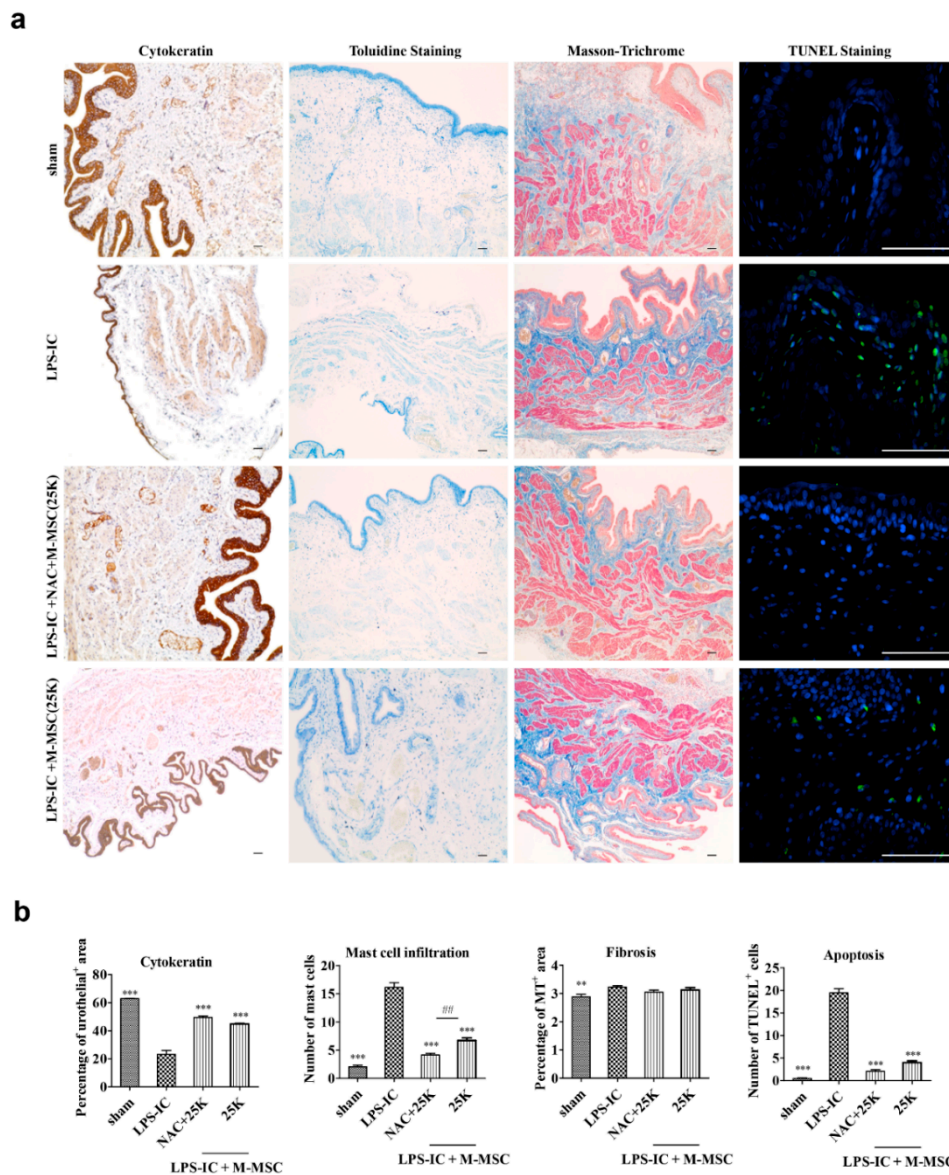 a
Cytokeratin Toluidine Staining Masson-Trichrome TUNEL Staining
sham
LPS-IC
LPS-IC +NAC+M-MSC(25K)
LPS-IC +M-MSC(25K)
b
Cytokeratin
Percentage of urothelial+ area
80
60
40
20
0
***
***
***
sham
LPS-IC
NAC+25K
25K
LPS-IC + M-MSC
Mast cell infiltration
Number of mast cells
20
15
10
5
0
***
***
***
###
sham
LPS-IC
NAC+25K
25K
LPS-IC + M-MSC
Fibrosis
Percentage of MT+ area
4
3
2
1
0
**
sham
LPS-IC
NAC+25K
25K
LPS-IC + M-MSC
Apoptosis
Number of TUNEL+ cells
25
20
15
10
5
0
***
***
***
sham
LPS-IC
NAC+25K
25K
LPS-IC + M-MSC